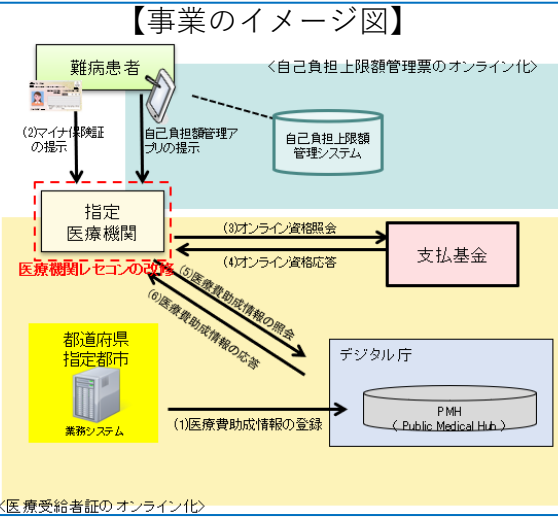 【事業のイメージ図】
難病患者
〈自己負担上限額管理票のオンライン化〉
(2)マイナ保険証
の提示
自己負担額管理ア
プリの提示
自己負担上限額
管理システム
指定
医療機関
医療機関レセコンの改修
(3)オンライン資格照会
(4)オンライン資格応答
支払基金
(5)医療費助成情報の照会
(6)医療費助成情報の応答
都道府県
指定都市
業務システム
(1)医療費助成情報の登録
デジタル庁
PMH
( Public Medical Hub )
〈医療受給者証のオンライン化〉